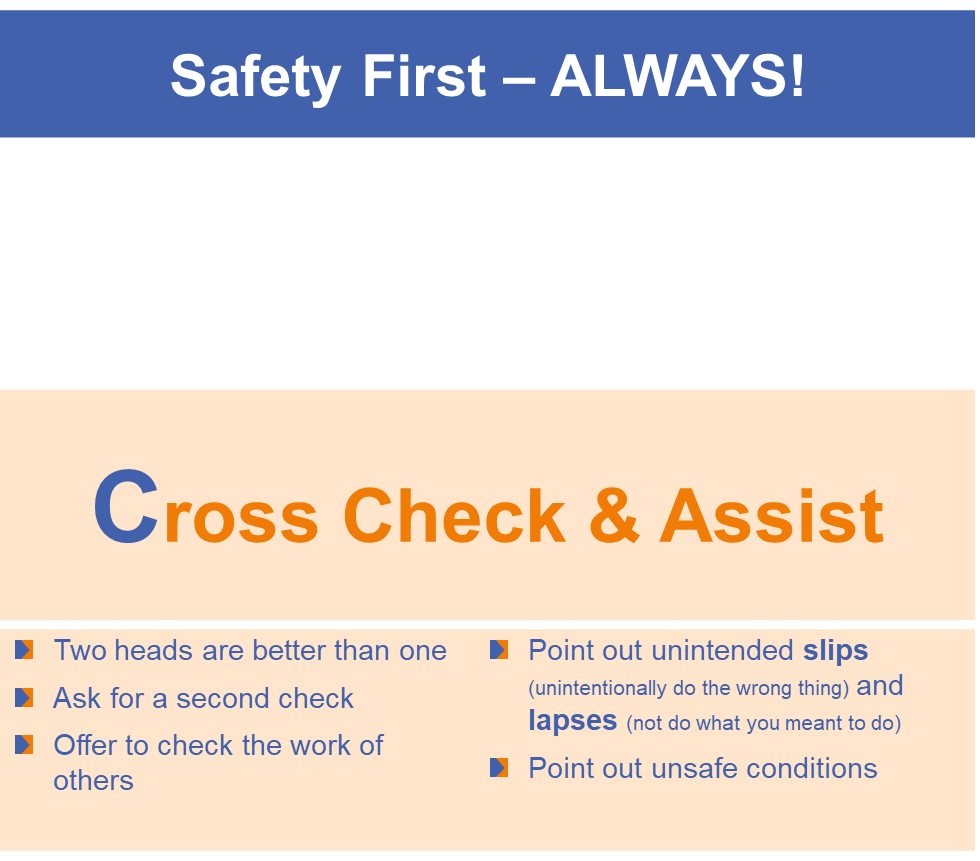 Safety First – ALWAYS!
Cross Check & Assist
Two heads are better than one
Ask for a second check
Offer to check the work of
others
Point out unintended slips
(unintentionally do the wrong thing) and
lapses (not do what you meant to do)
Point out unsafe conditions